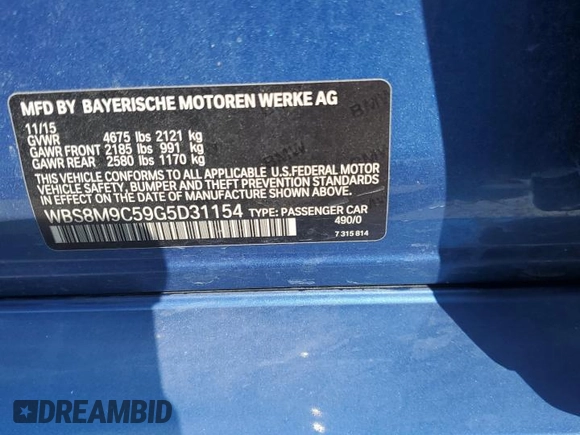 MFD BY BAYERISCHE MOTOREN WERKE AG
11/15
GVWR 4675 lbs 2121 kg
GAWR FRONT 2185 lbs 991 kg
GAWR REAR 2580 lbs 1170 kg
THIS VEHICLE CONFORMS TO ALL APPLICABLE U.S.FEDERAL MOTOR
VEHICLE SAFETY, BUMPER AND THEFT PREVENTION STANDARDS
IN EFFECT ON THE DATE OF MANUFACTURE SHOWN ABOVE.
WBS8M9C59G5D31154 TYPE: PASSENGER CAR
490/0
7 315 814
DREAMBID